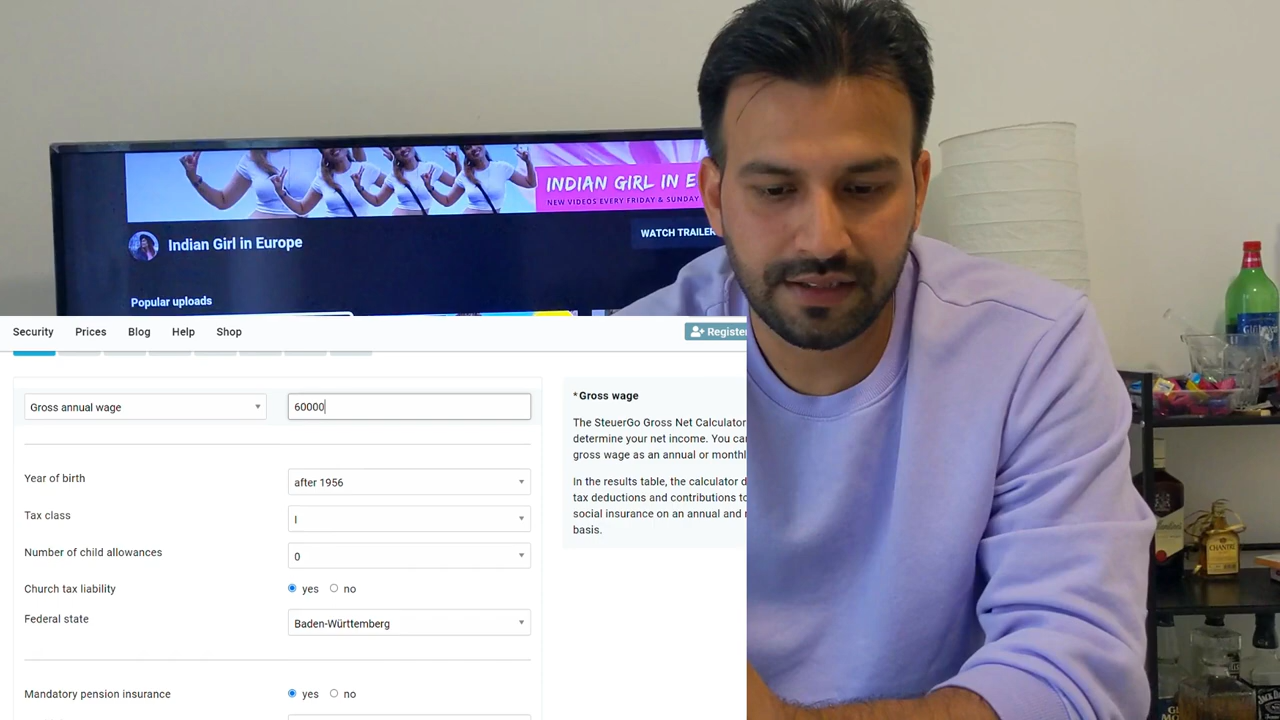 INDIAN GIRL IN E
NEW VIDEOS EVERY FRIDAY & SUNDAY
Indian Girl in Europe
WATCH TRAILER
Popular uploads
Security Prices Blog Help Shop
Register
Gross annual wage 60000
Year of birth after 1956
Tax class I
Number of child allowances 0
Church tax liability yes no
Federal state Baden-Württemberg
Mandatory pension insurance yes no
*Gross wage
The SteuerGo Gross Net Calculator
determine your net income. You ca
gross wage as an annual or monthl
In the results table, the calculator d
tax deductions and contributions to
social insurance on an annual and
basis.
CHANTRÉ